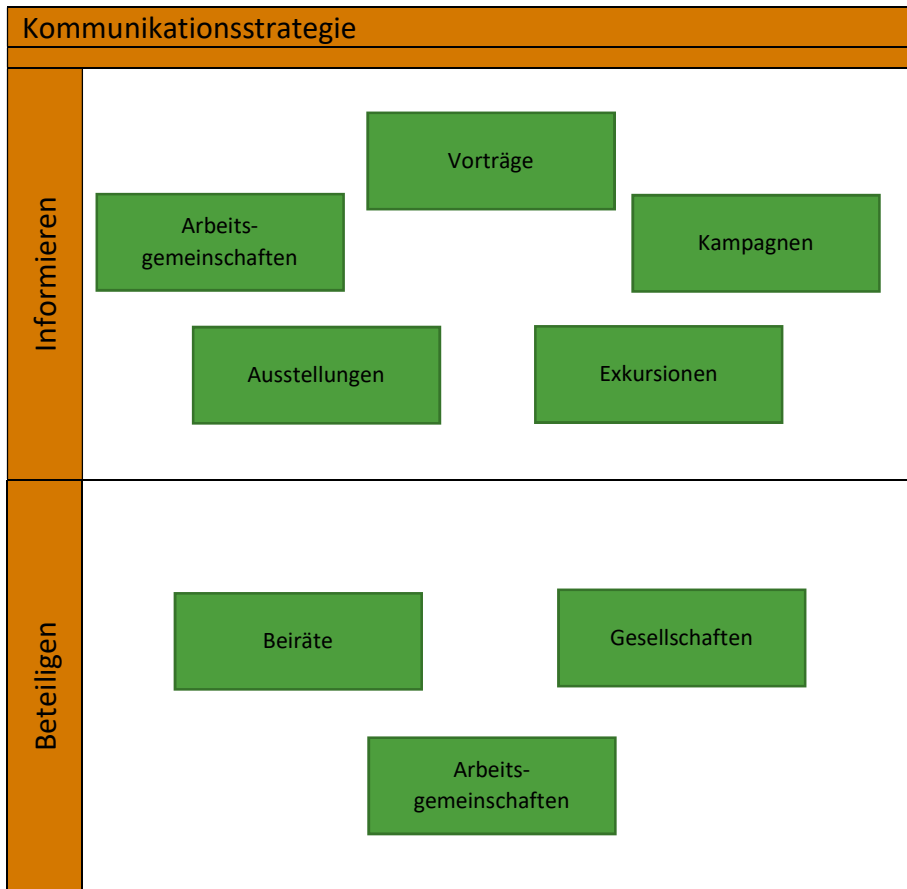 Kommunikationsstrategie
Informieren
Vorträge
Arbeits-
gemeinschaften
Kampagnen
Ausstellungen
Exkursionen
Beteiligen
Beiräte
Gesellschaften
Arbeits-
gemeinschaften